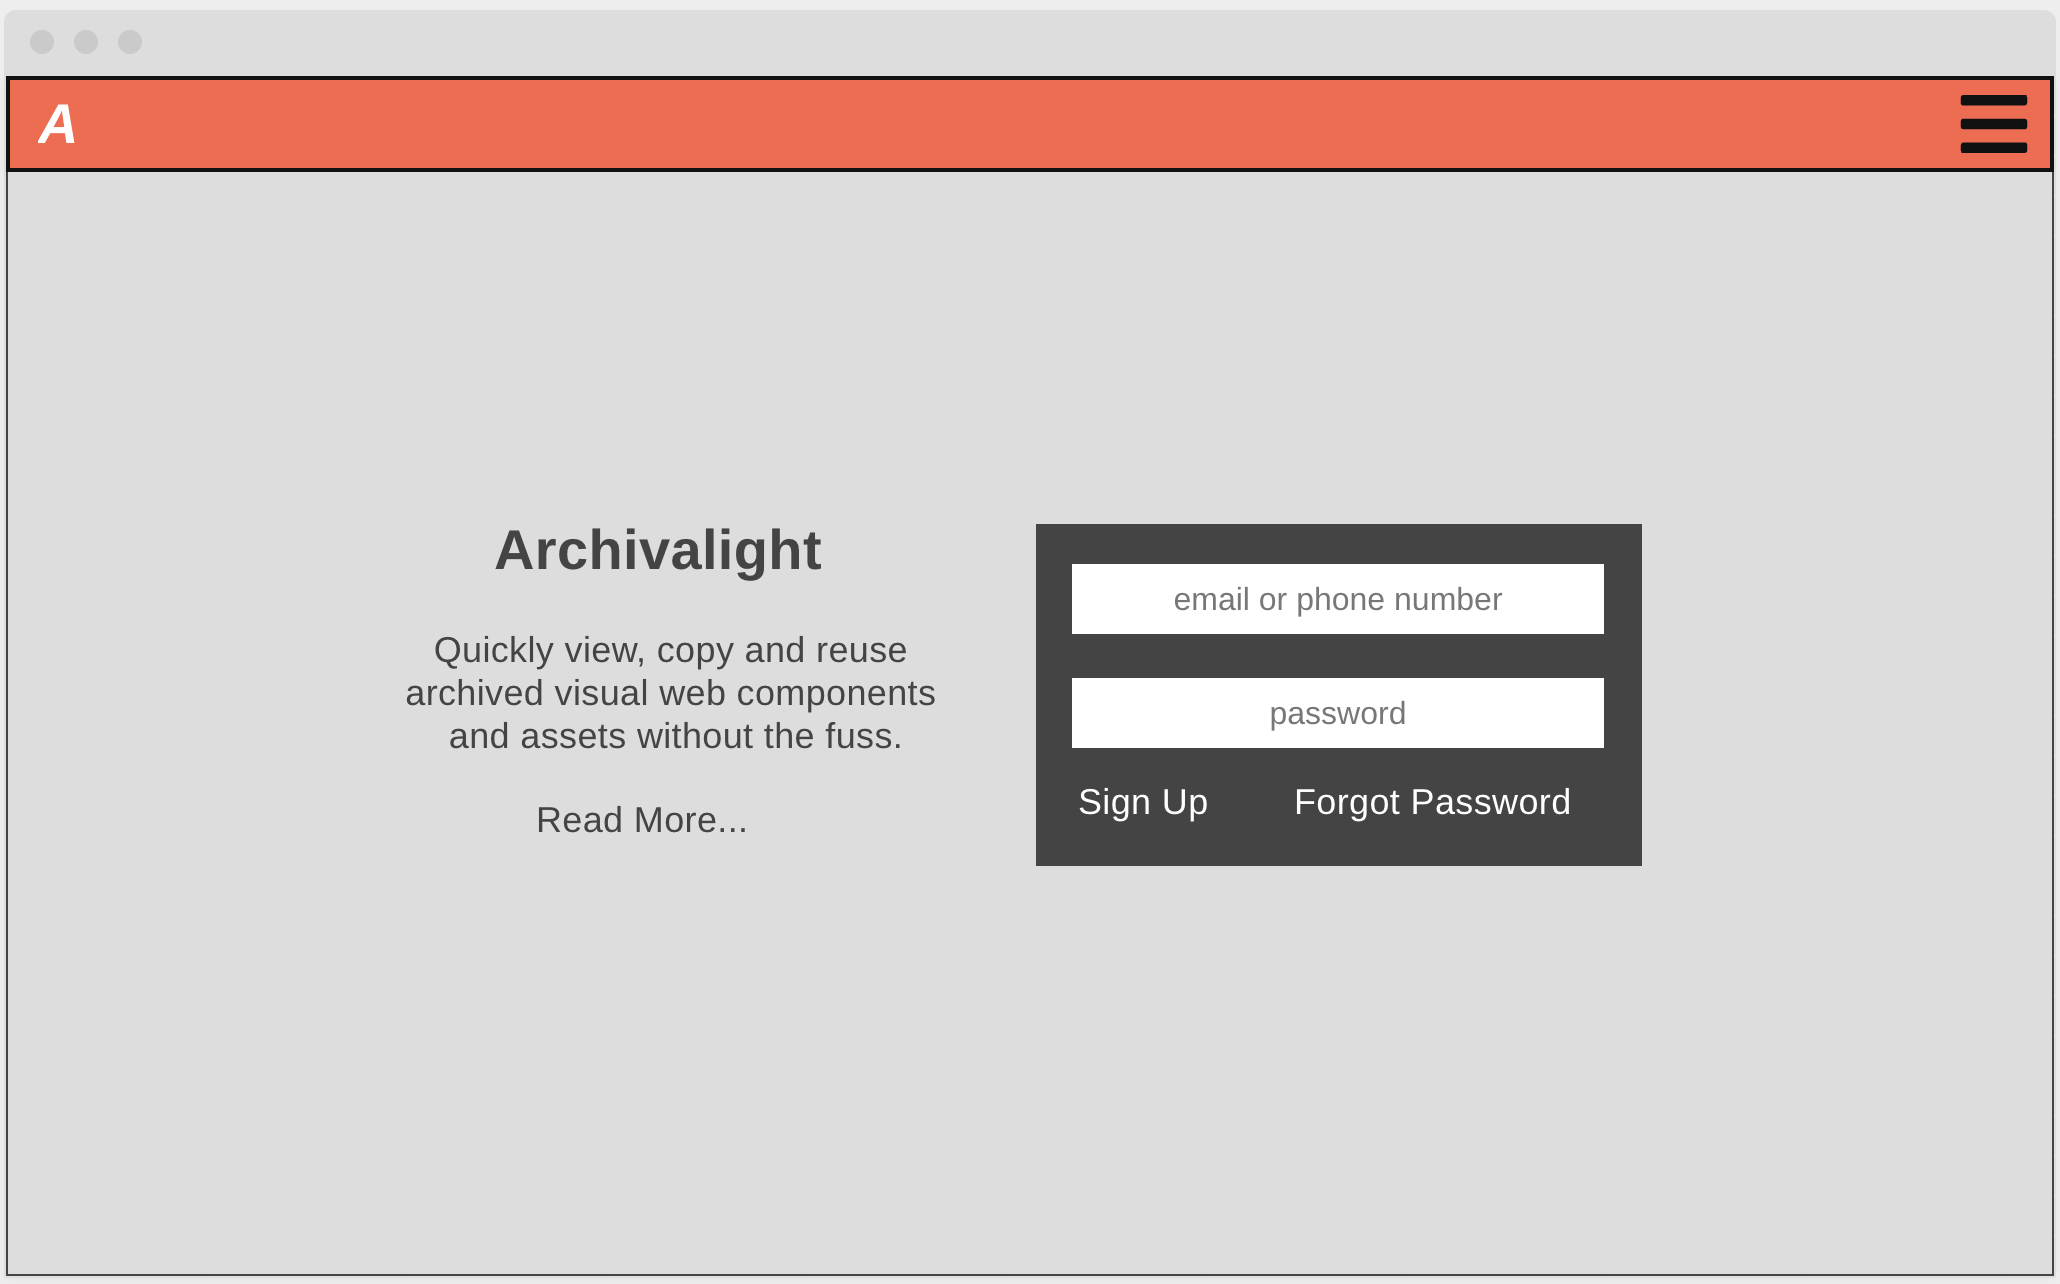 A
Archivalight
Quickly view, copy and reuse
archived visual web components
and assets without the fuss.
Read More...
email or phone number
password
Sign Up
Forgot Password